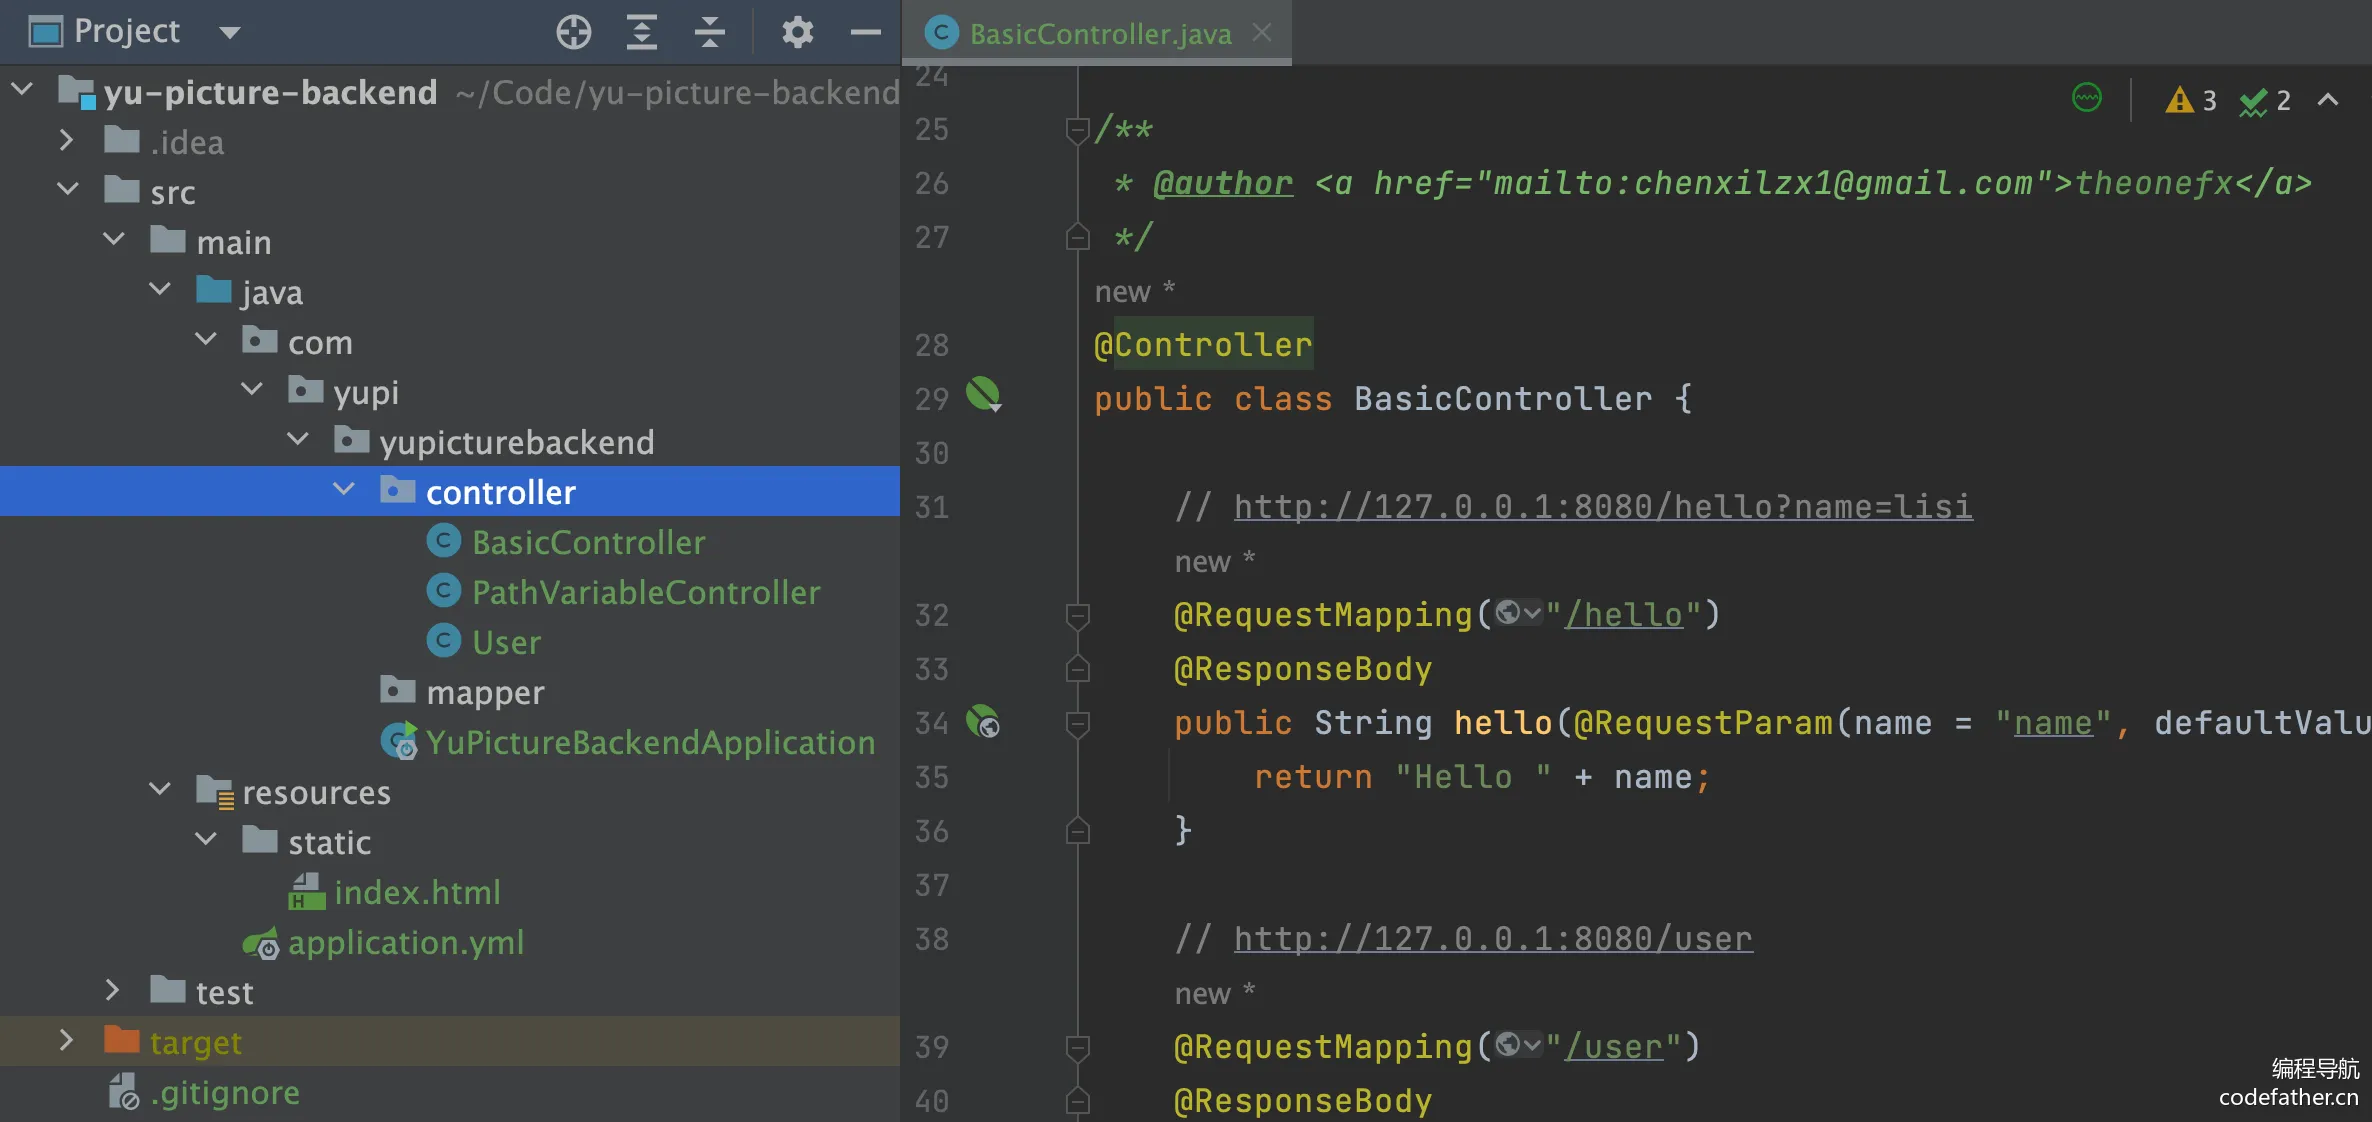 Project
yu-picture-backend ~/Code/yu-picture-backend
.idea
src
main
java
com
yupi
yupicturebackend
controller
BasicController
PathVariableController
User
mapper
YuPictureBackendApplication
resources
static
index.html
application.yml
test
target
.gitignore
BasicController.java
3 2
24
25 /**
26 * @author <a href="mailto:chenxilzx1@gmail.com">theonefx</a>
27 */
new *
28 @Controller
29 public class BasicController {
30
31 // http://127.0.0.1:8080/hello?name=lisi
new *
32 @RequestMapping("/hello")
33 @ResponseBody
34 public String hello(@RequestParam(name = "name", defaultValu
35 return "Hello " + name;
36 }
37
38 // http://127.0.0.1:8080/user
new *
39 @RequestMapping("/user")
40 @ResponseBody
编程导航
codefather.cn